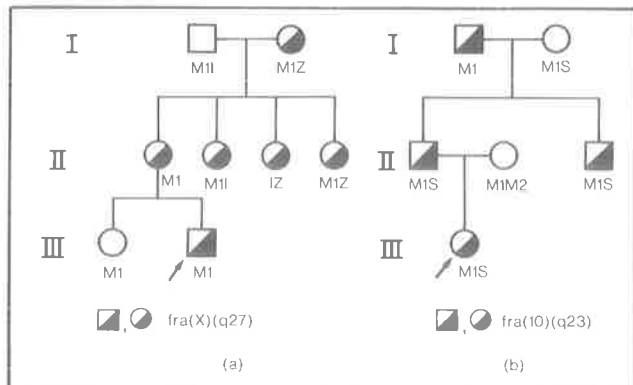 I
M1I M1Z
II
M1 M1I IZ M1Z
III
M1 M1
fra(X)(q27)
(a)
I
M1 M1S
II
M1S M1M2 M1S
III
M1S
fra(10)(q23)
(b)